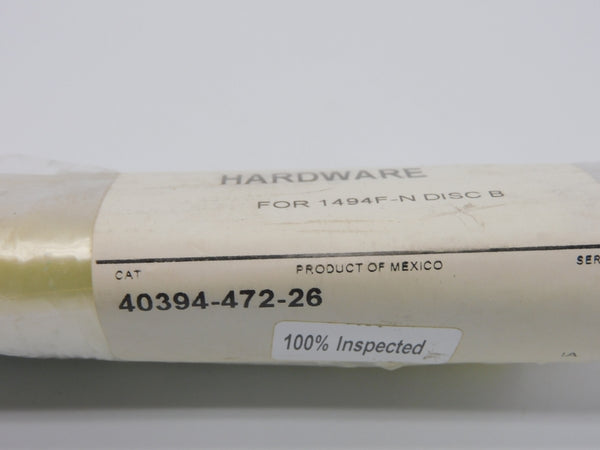 HARDWARE
FOR 1494F-N DISC B
CAT PRODUCT OF MEXICO SER
40394-472-26
100% Inspected